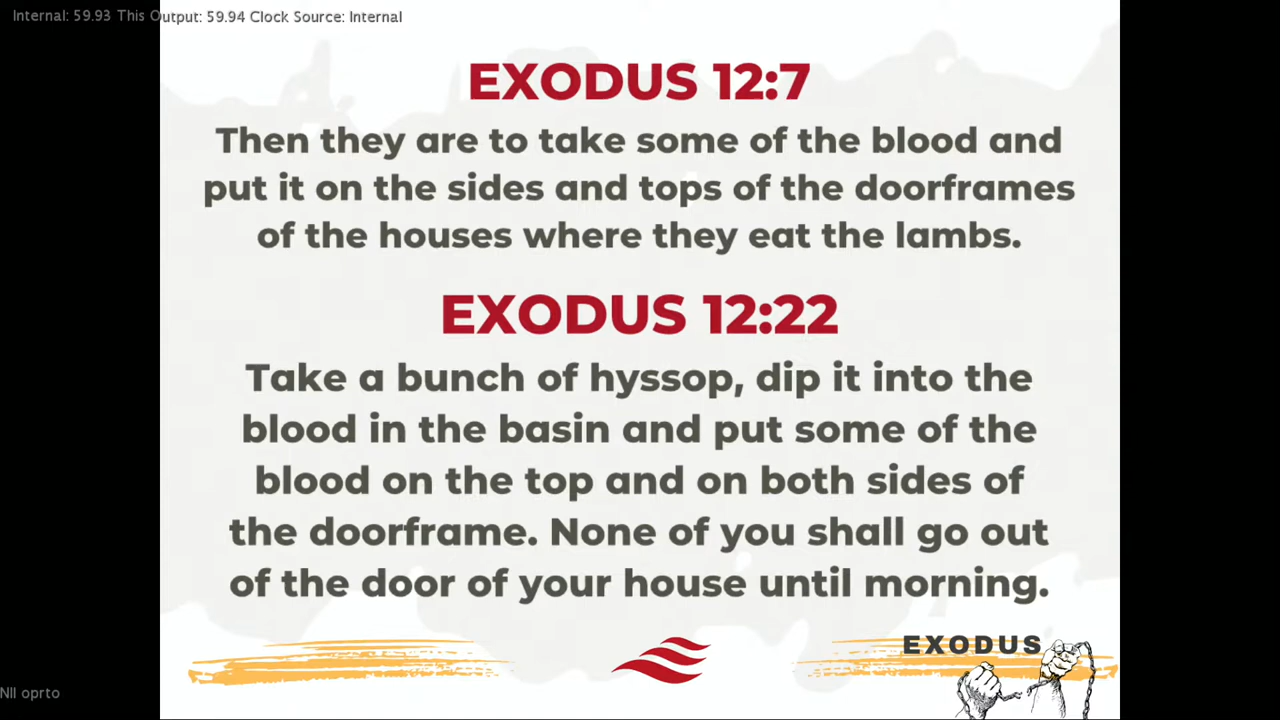 Internal: 59.93 This Output: 59.94 Clock Source: Internal
EXODUS 12:7
Then they are to take some of the blood and
put it on the sides and tops of the doorframes
of the houses where they eat the lambs.
EXODUS 12:22
Take a bunch of hyssop, dip it into the
blood in the basin and put some of the
blood on the top and on both sides of
the doorframe. None of you shall go out
of the door of your house until morning.
EXODUS